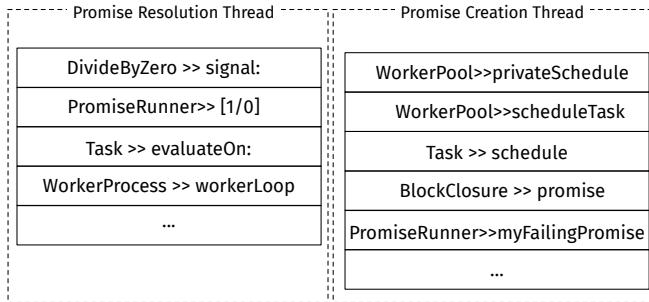 Promise Resolution Thread
DivideByZero >> signal:
PromiseRunner>> [1/0]
Task >> evaluateOn:
WorkerProcess >> workerLoop
...
Promise Creation Thread
WorkerPool>>privateSchedule
WorkerPool>>scheduleTask
Task >> schedule
BlockClosure >> promise
PromiseRunner>>myFailingPromise
...